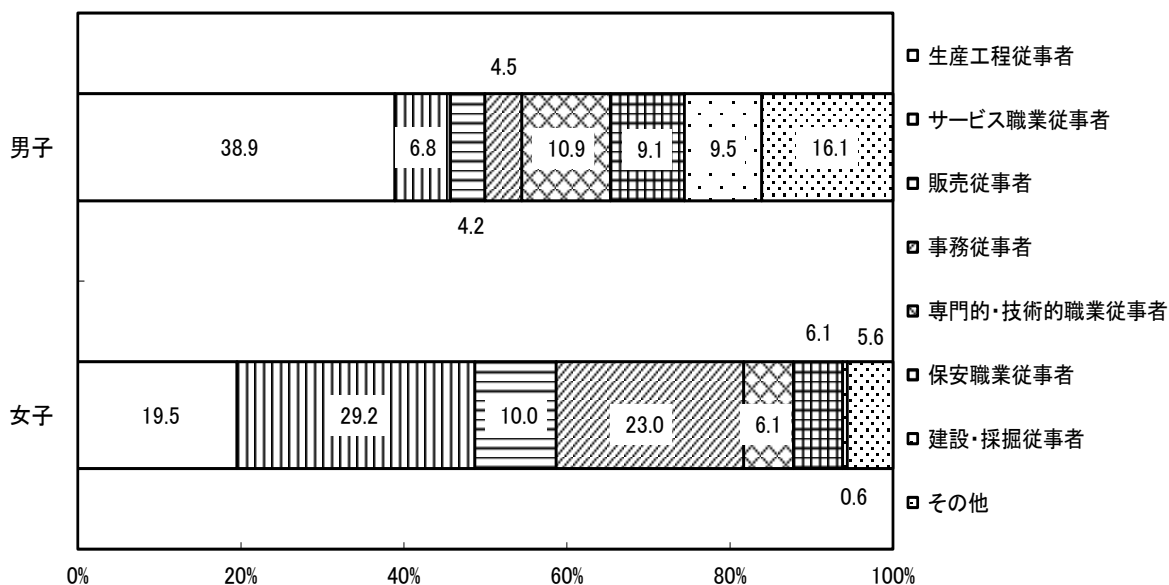 4.5
男子
38.9
6.8
10.9
9.1
9.5
16.1
4.2
6.1
5.6
女子
19.5
29.2
10.0
23.0
6.1
0.6
0%
20%
40%
60%
80%
100%
生産工程従事者
サービス職業従事者
販売従事者
事務従事者
専門的・技術的職業従事者
保安職業従事者
建設・採掘従事者
その他